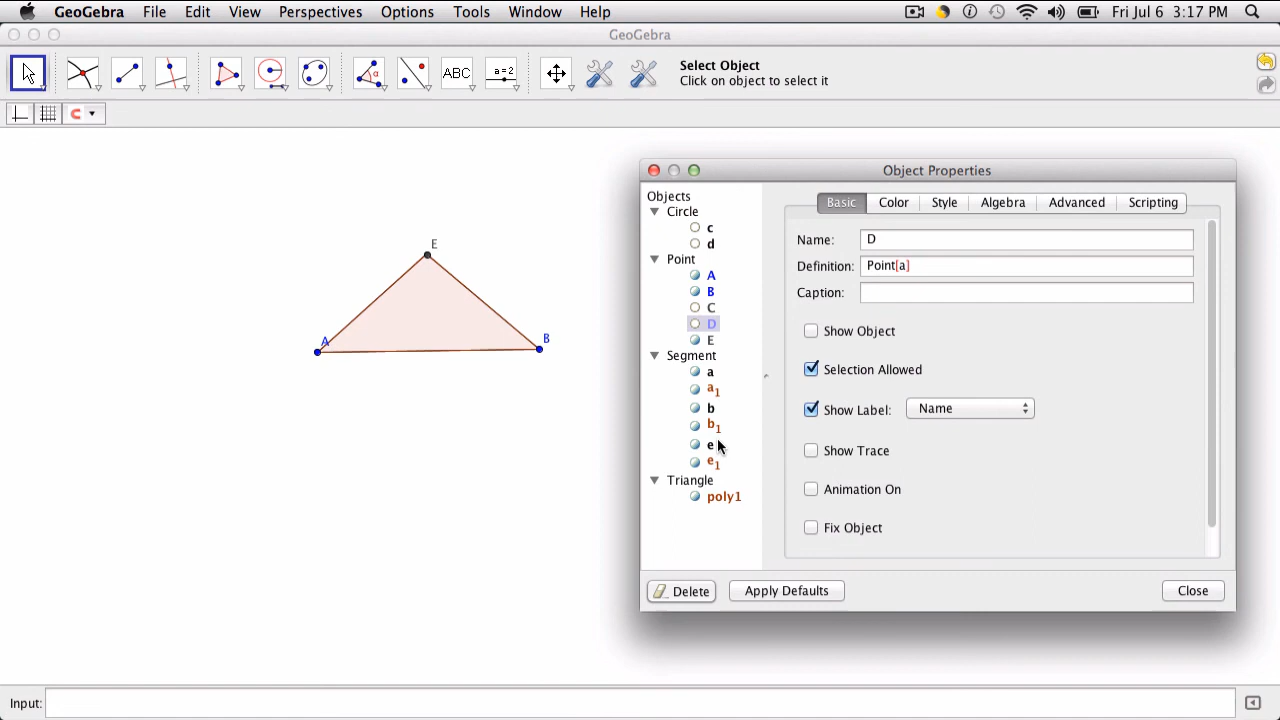 GeoGebra File Edit View Perspectives Options Tools Window Help Fri Jul 6 3:17 PM
GeoGebra
ABC a=2 α
Select Object
Click on object to select it
Object Properties
Objects
Circle
c
d
Point
A
B
C
D
E
Segment
a
a1
b
b1
e
e1
Triangle
poly1
Basic Color Style Algebra Advanced Scripting
Name: D
Definition: Point[a]
Caption:
Show Object
Selection Allowed
Show Label: Name
Show Trace
Animation On
Fix Object
Delete Apply Defaults Close
E
A
B
Input: